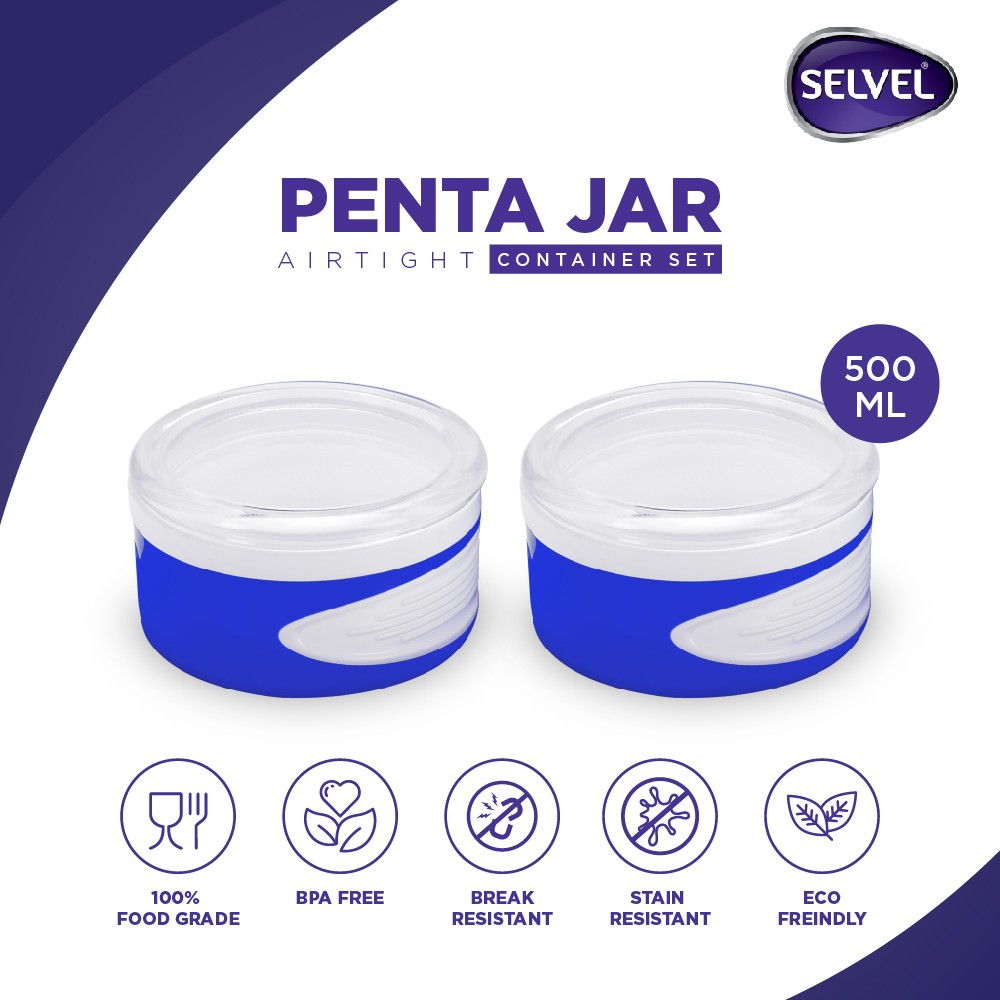 SELVEL®
PENTA JAR
AIRTIGHT CONTAINER SET
500
ML
100%
FOOD GRADE
BPA FREE
BREAK
RESISTANT
STAIN
RESISTANT
ECO
FREINDLY